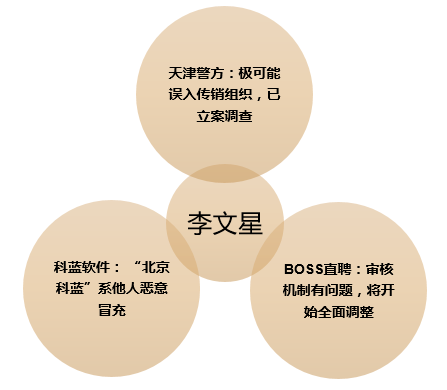 天津警方：极可能
误入传销组织，已
立案调查
李文星
科蓝软件： “北京
科蓝”系他人恶意
冒充
BOSS直聘：审核
机制有问题，将开
始全面调整